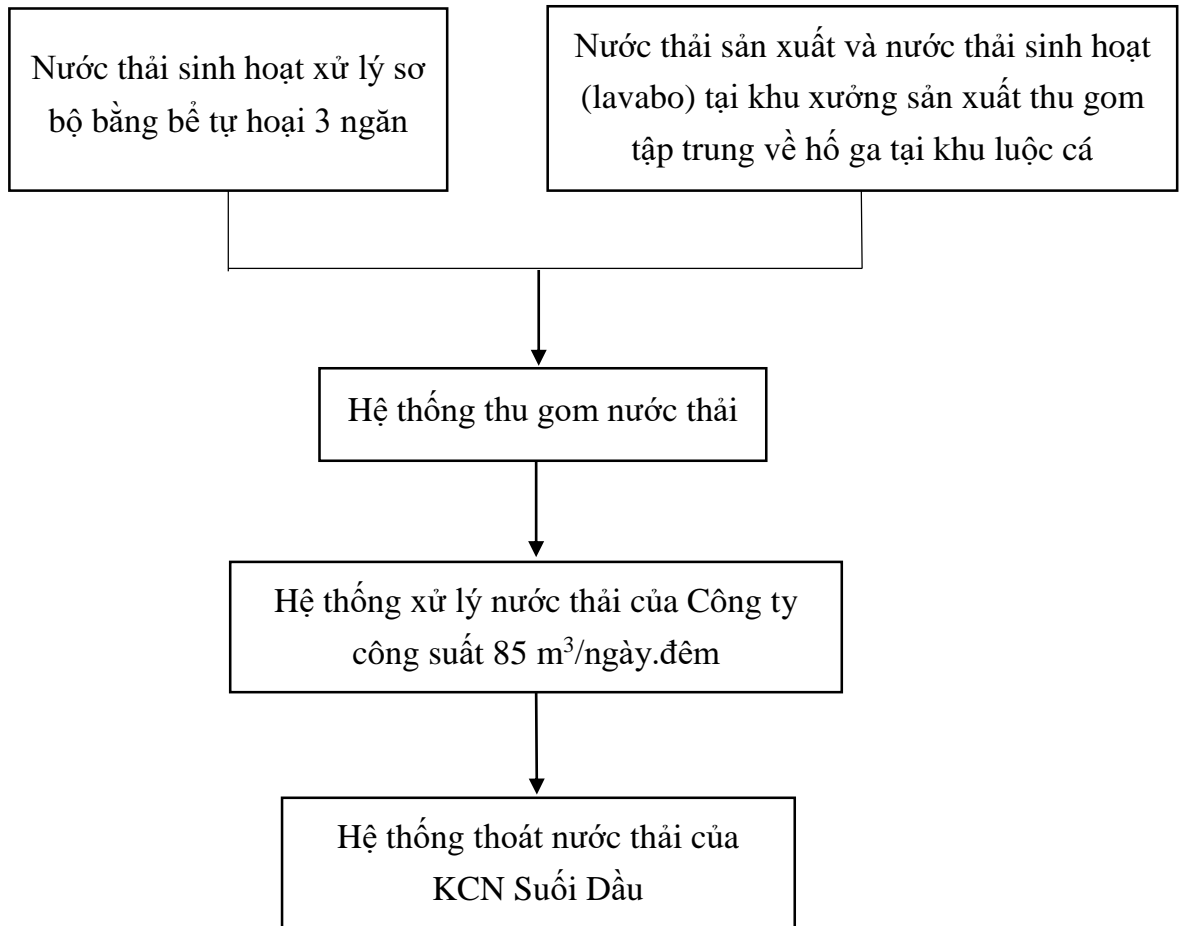 Nước thải sinh hoạt xử lý sơ
bộ bằng bể tự hoại 3 ngăn
Nước thải sản xuất và nước thải sinh hoạt
(lavabo) tại khu xưởng sản xuất thu gom
tập trung về hố ga tại khu luộc cá
Hệ thống thu gom nước thải
Hệ thống xử lý nước thải của Công ty
công suất 85 m³/ngày.đêm
Hệ thống thoát nước thải của
KCN Suối Dầu